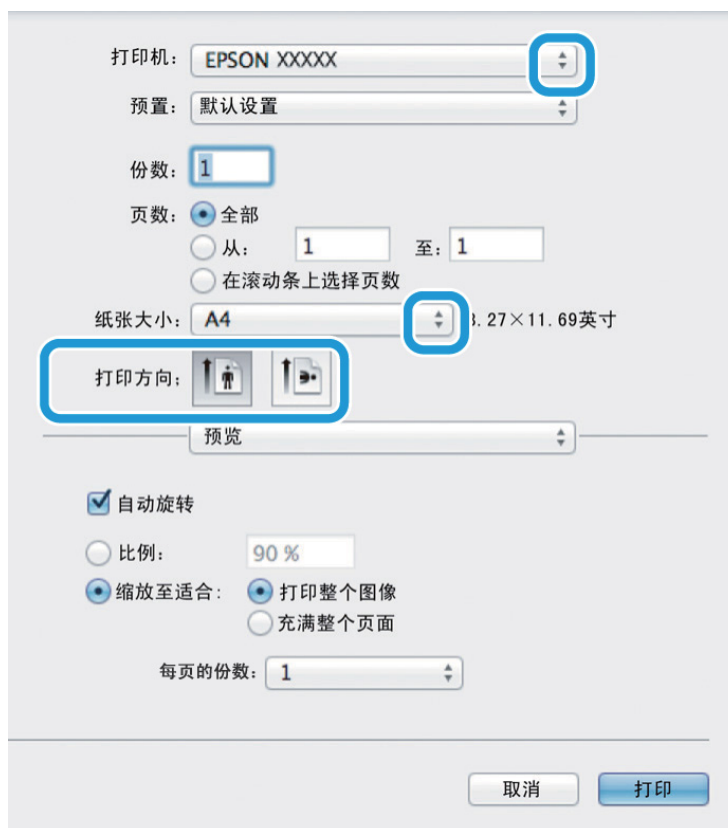 打印机： EPSON XXXXX
预置： 默认设置
份数： 1
页数： 全部
从： 1 至： 1
在滚动条上选择页数
纸张大小： A4 .27×11.69英寸
打印方向：
预览
自动旋转
比例： 90 %
缩放至适合： 打印整个图像
充满整个页面
每页的份数： 1
取消 打印